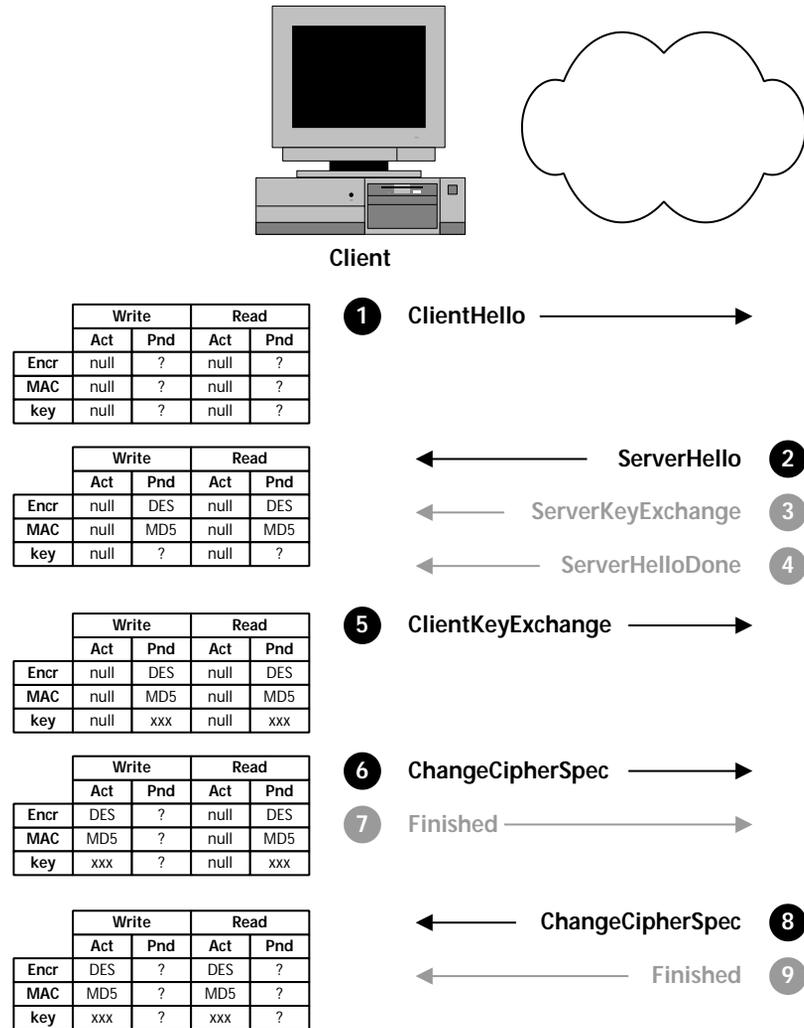 Client
Write Read
Act Pnd Act Pnd
Encr null ? null ?
MAC null ? null ?
key null ? null ?
1 ClientHello
Write Read
Act Pnd Act Pnd
Encr null DES null DES
MAC null MD5 null MD5
key null ? null ?
ServerHello 2
ServerKeyExchange 3
ServerHelloDone 4
Write Read
Act Pnd Act Pnd
Encr null DES null DES
MAC null MD5 null MD5
key null xxx null xxx
5 ClientKeyExchange
Write Read
Act Pnd Act Pnd
Encr DES ? null DES
MAC MD5 ? null MD5
key xxx ? null xxx
6 ChangeCipherSpec
7 Finished
Write Read
Act Pnd Act Pnd
Encr DES ? DES ?
MAC MD5 ? MD5 ?
key xxx ? xxx ?
ChangeCipherSpec 8
Finished 9